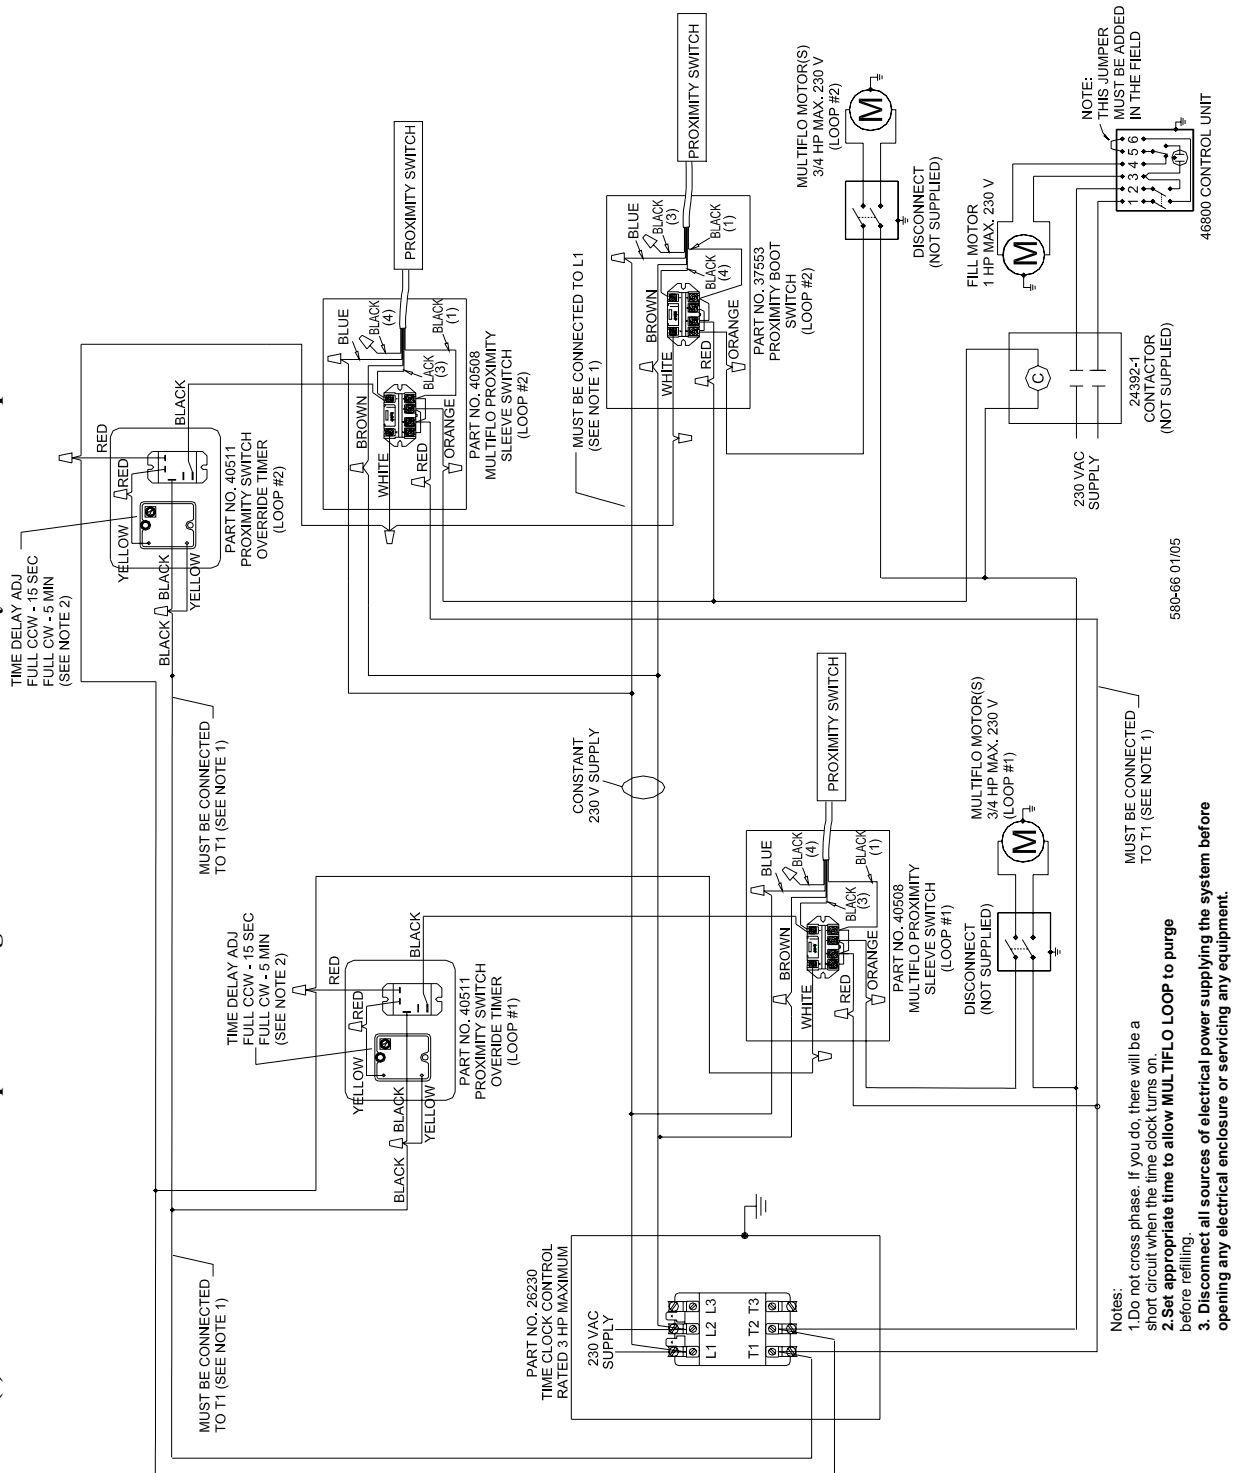 TIME DELAY ADJ
FULL CCW - 15 SEC
FULL CW - 5 MIN
(SEE NOTE 2)
RED
RED
BLACK
YELLOW
BLACK
BLACK
YELLOW
PART NO. 40511
PROXIMITY SWITCH
OVERRIDE TIMER
(LOOP #2)
MUST BE CONNECTED
TO T1 (SEE NOTE 1)
PROXIMITY SWITCH
BLUE
BLACK
(4)
BLACK
(1)
BLACK
(3)
BROWN
WHITE
RED
ORANGE
PART NO. 40508
MULTIFLO PROXIMITY
SLEEVE SWITCH
(LOOP #2)
MUST BE CONNECTED TO L1
(SEE NOTE 1)
PROXIMITY SWITCH
BLUE
BLACK
(3)
BLACK
(1)
BLACK
(4)
BROWN
WHITE
RED
ORANGE
PART NO. 37553
PROXIMITY BOOT
SWITCH
(LOOP #2)
MULTIFLO MOTOR(S)
3/4 HP MAX. 230 V
(LOOP #2)
M
DISCONNECT
(NOT SUPPLIED)
FILL MOTOR
1 HP MAX. 230 V
M
NOTE:
THIS JUMPER
MUST BE ADDED
IN THE FIELD
1 2 3 4 5 6
46800 CONTROL UNIT
C
24392-1
CONTACTOR
(NOT SUPPLIED)
230 VAC
SUPPLY
580-66 01/05
CONSTANT
230 V SUPPLY
TIME DELAY ADJ
FULL CCW - 15 SEC
FULL CW - 5 MIN
(SEE NOTE 2)
RED
RED
BLACK
YELLOW
BLACK
BLACK
YELLOW
PART NO. 40511
PROXIMITY SWITCH
OVERIDE TIMER
(LOOP #1)
PROXIMITY SWITCH
BLUE
BLACK
(4)
BLACK
(1)
BLACK
(3)
BROWN
WHITE
RED
ORANGE
PART NO. 40508
MULTIFLO PROXIMITY
SLEEVE SWITCH
(LOOP #1)
DISCONNECT
(NOT SUPPLIED)
MULTIFLO MOTOR(S)
3/4 HP MAX. 230 V
(LOOP #1)
M
MUST BE CONNECTED
TO T1 (SEE NOTE 1)
MUST BE CONNECTED
TO T1 (SEE NOTE 1)
PART NO. 26230
TIME CLOCK CONTROL
RATED 3 HP MAXIMUM
230 VAC
SUPPLY
L1 L2 L3
T1 T2 T3
Notes:
1.Do not cross phase. If you do, there will be a
short circuit when the time clock turns on.
2.Set appropriate time to allow MULTIFLO LOOP to purge
before refilling.
3. Disconnect all sources of electrical power supplying the system before
opening any electrical enclosure or servicing any equipment.